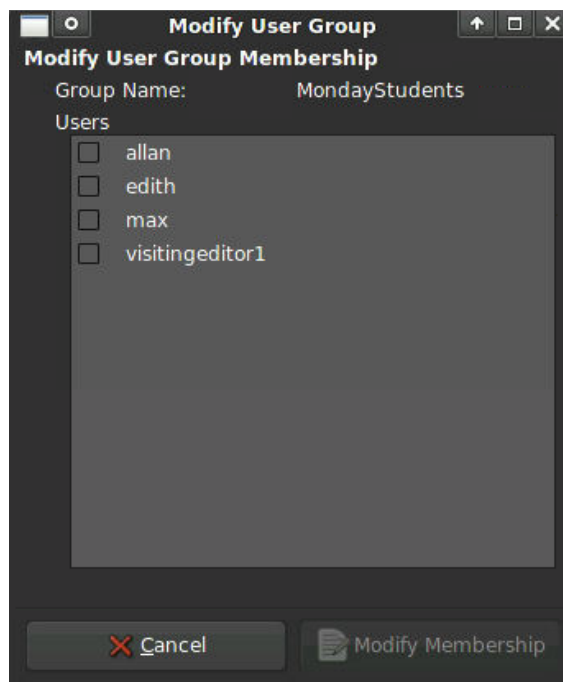 Modify User Group
Modify User Group Membership
Group Name: MondayStudents
Users
allan
edith
max
visitingeditor1
Cancel Modify Membership